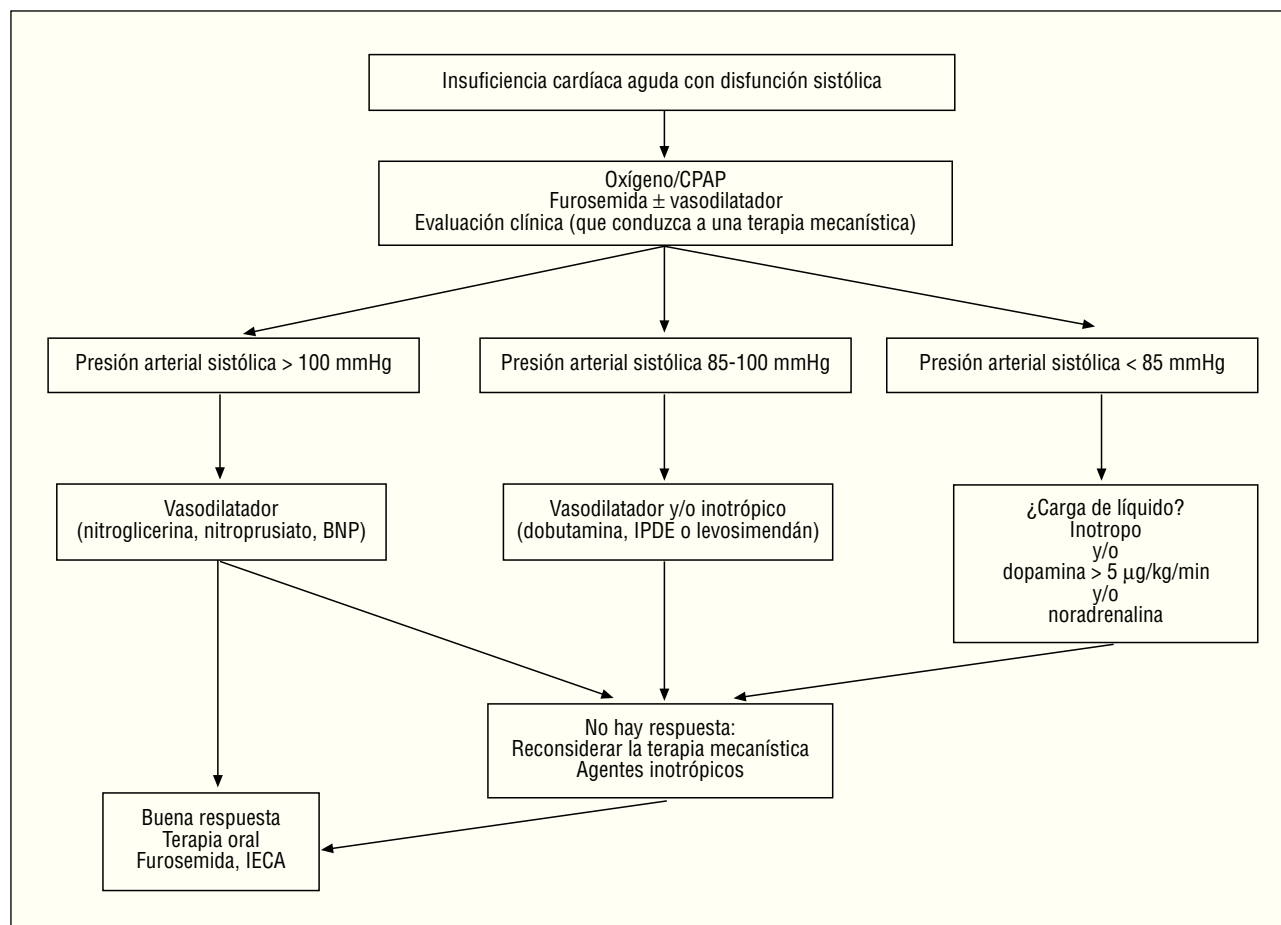 Insuficiencia cardíaca aguda con disfunción sistólica
Oxígeno/CPAP
Furosemida ± vasodilatador
Evaluación clínica (que conduzca a una terapia mecanística)
Presión arterial sistólica > 100 mmHg
Presión arterial sistólica 85-100 mmHg
Presión arterial sistólica < 85 mmHg
Vasodilatador
(nitroglicerina, nitroprusiato, BNP)
Vasodilatador y/o inotrópico
(dobutamina, IPDE o levosimendán)
¿Carga de líquido?
Inotropo
y/o
dopamina > 5 µg/kg/min
y/o
noradrenalina
No hay respuesta:
Reconsiderar la terapia mecanística
Agentes inotrópicos
Buena respuesta
Terapia oral
Furosemida, IECA